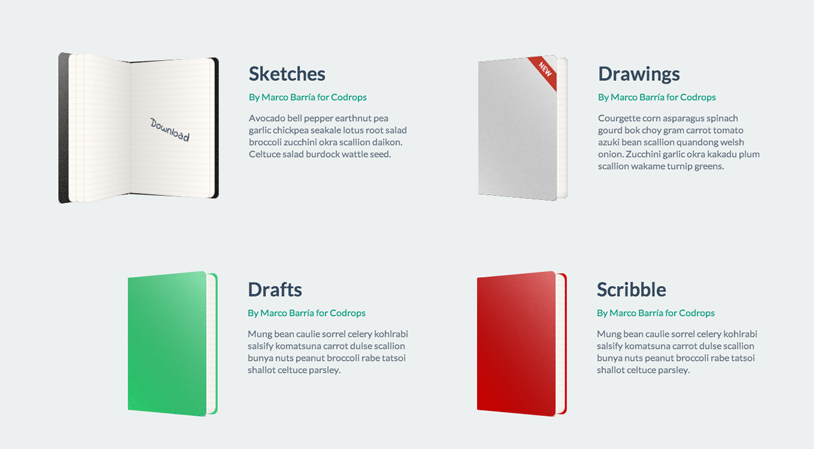 Download
Sketches
By Marco Barría for Codrops
Avocado bell pepper earthnut pea
garlic chickpea seakale lotus root salad
broccoli zucchini okra scallion daikon.
Celtuce salad burdock wattle seed.
NEW
Drawings
By Marco Barría for Codrops
Courgette corn asparagus spinach
gourd bok choy gram carrot tomato
azuki bean scallion quandong welsh
onion. Zucchini garlic okra kakadu plum
scallion wakame turnip greens.
Drafts
By Marco Barría for Codrops
Mung bean caulie sorrel celery kohlrabi
salsify komatsuna carrot dulse scallion
bunya nuts peanut broccoli rabe tatsoi
shallot celtuce parsley.
Scribble
By Marco Barría for Codrops
Mung bean caulie sorrel celery kohlrabi
salsify komatsuna carrot dulse scallion
bunya nuts peanut broccoli rabe tatsoi
shallot celtuce parsley.